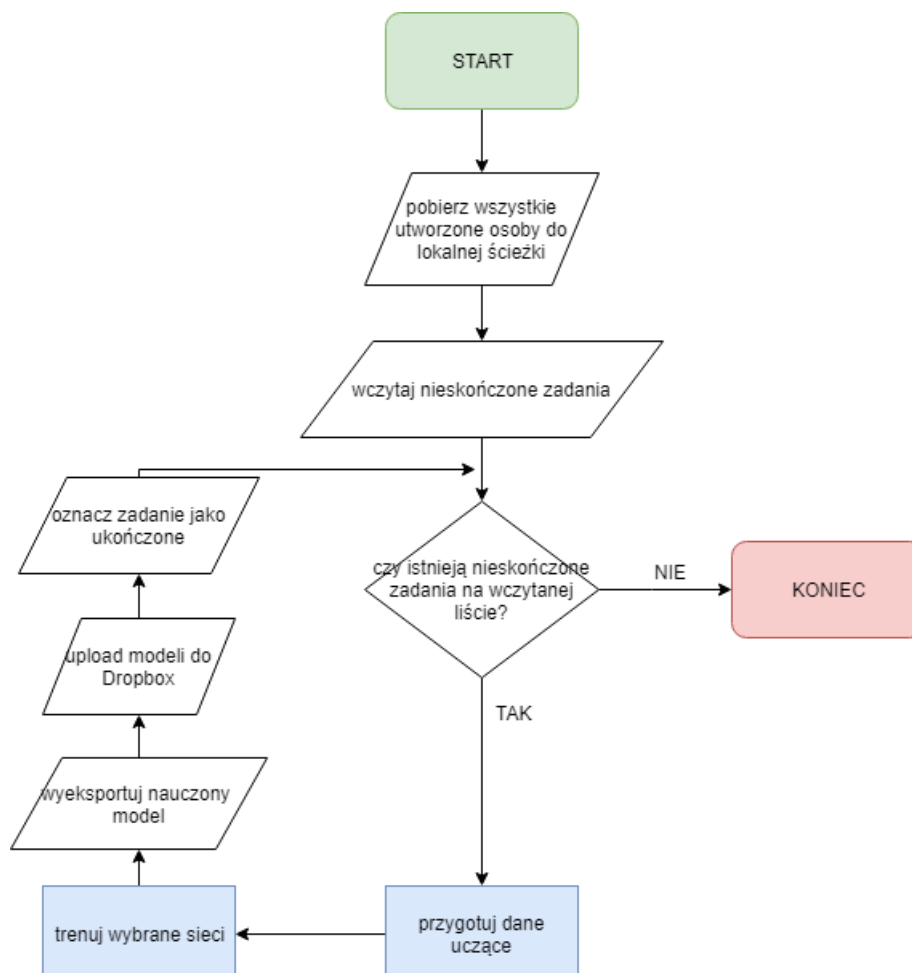 START
pobierz wszystkie
utworzone osoby do
lokalnej ścieżki
wczytaj nieskończone zadania
oznacz zadanie jako
ukończone
czy istnieją nieskończone
zadania na wczytanej
liście?
NIE
KONIEC
upload modeli do
Dropbox
TAK
wyeksportuj nauczony
model
trenuj wybrane sieci
przygotuj dane
uczące